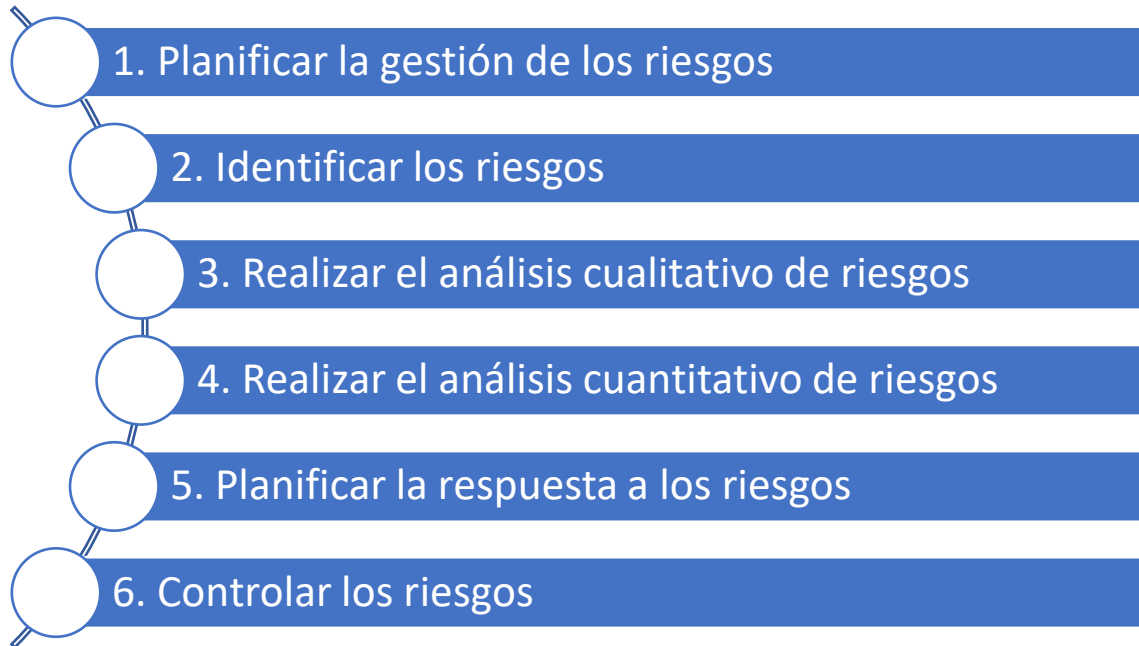 1. Planificar la gestión de los riesgos
2. Identificar los riesgos
3. Realizar el análisis cualitativo de riesgos
4. Realizar el análisis cuantitativo de riesgos
5. Planificar la respuesta a los riesgos
6. Controlar los riesgos